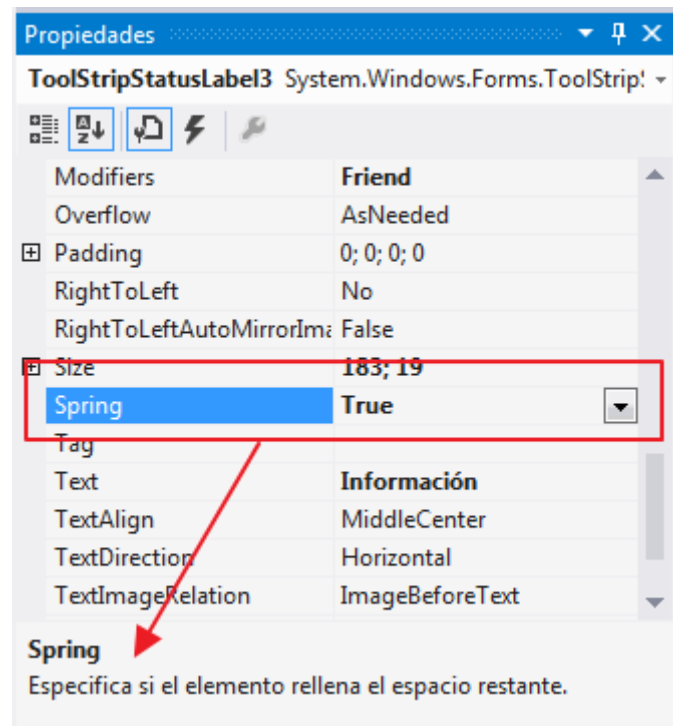 Propiedades
ToolStripStatusLabel3 System.Windows.Forms.ToolStrip
Modifiers Friend
Overflow AsNeeded
Padding 0; 0; 0; 0
RightToLeft No
RightToLeftAutoMirrorIma False
Size 183; 19
Spring True
Tag
Text Información
TextAlign MiddleCenter
TextDirection Horizontal
TextImageRelation ImageBeforeText
Spring
Especifica si el elemento rellena el espacio restante.